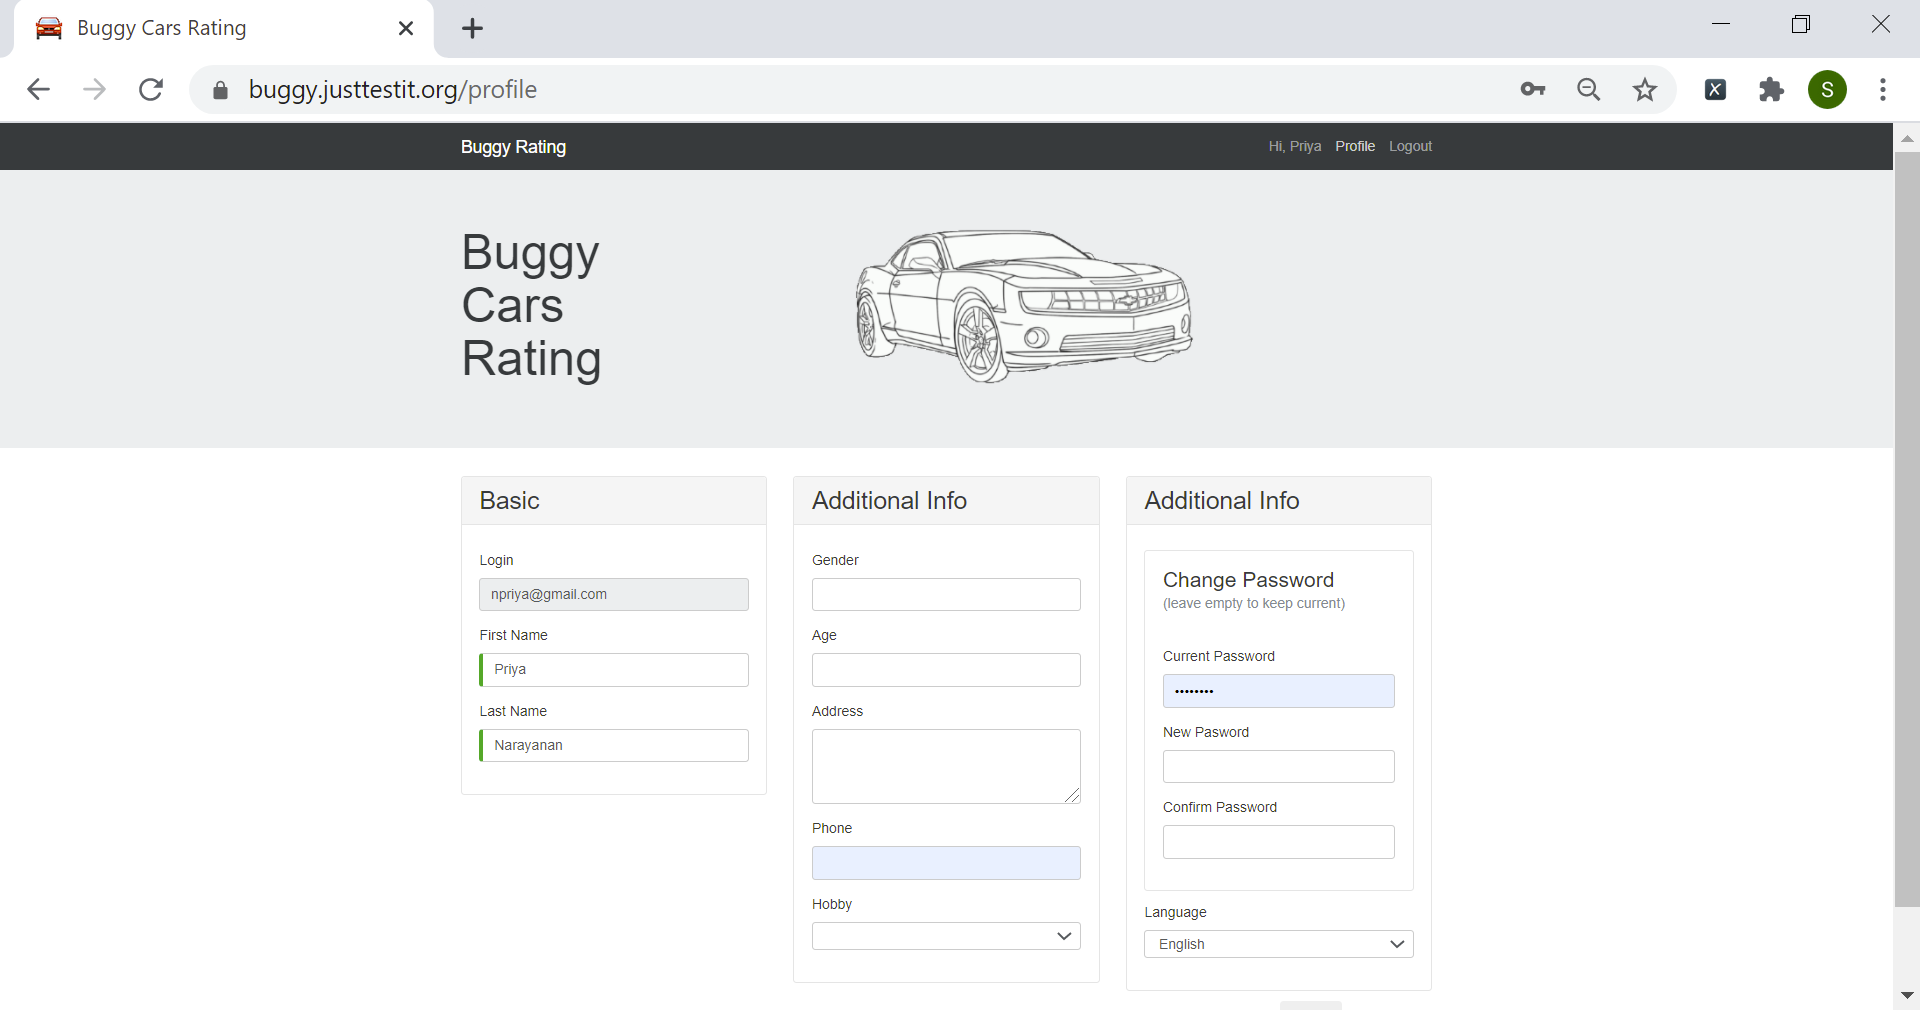 Buggy Cars Rating
buggy.justtestit.org/profile
S
Buggy Rating
Hi, Priya Profile Logout
Buggy
Cars
Rating
Basic
Login
npriya@gmail.com
First Name
Priya
Last Name
Narayanan
Additional Info
Gender
Age
Address
Phone
Hobby
Additional Info
Change Password
(leave empty to keep current)
Current Password
••••••••
New Pasword
Confirm Password
Language
English